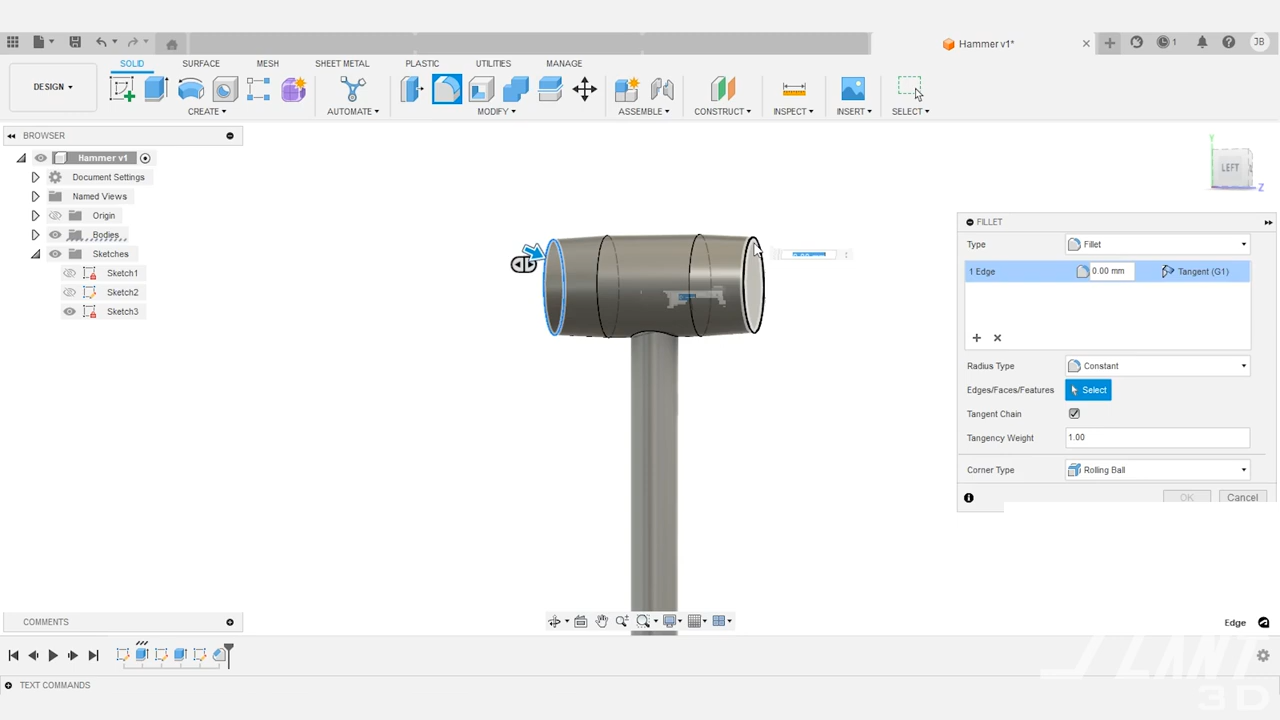 Hammer v1*
1
JB
DESIGN
SOLID
SURFACE
MESH
SHEET METAL
PLASTIC
UTILITIES
MANAGE
CREATE
AUTOMATE
MODIFY
ASSEMBLE
CONSTRUCT
INSPECT
INSERT
SELECT
BROWSER
Hammer v1
Document Settings
Named Views
Origin
Bodies
Sketches
Sketch1
Sketch2
Sketch3
Y
LEFT
Z
FILLET
Type
Fillet
1 Edge
0.00 mm
Tangent (G1)
Radius Type
Constant
Edges/Faces/Features
Select
Tangent Chain
Tangency Weight
1.00
Corner Type
Rolling Ball
OK
Cancel
COMMENTS
Edge
TEXT COMMANDS
3D